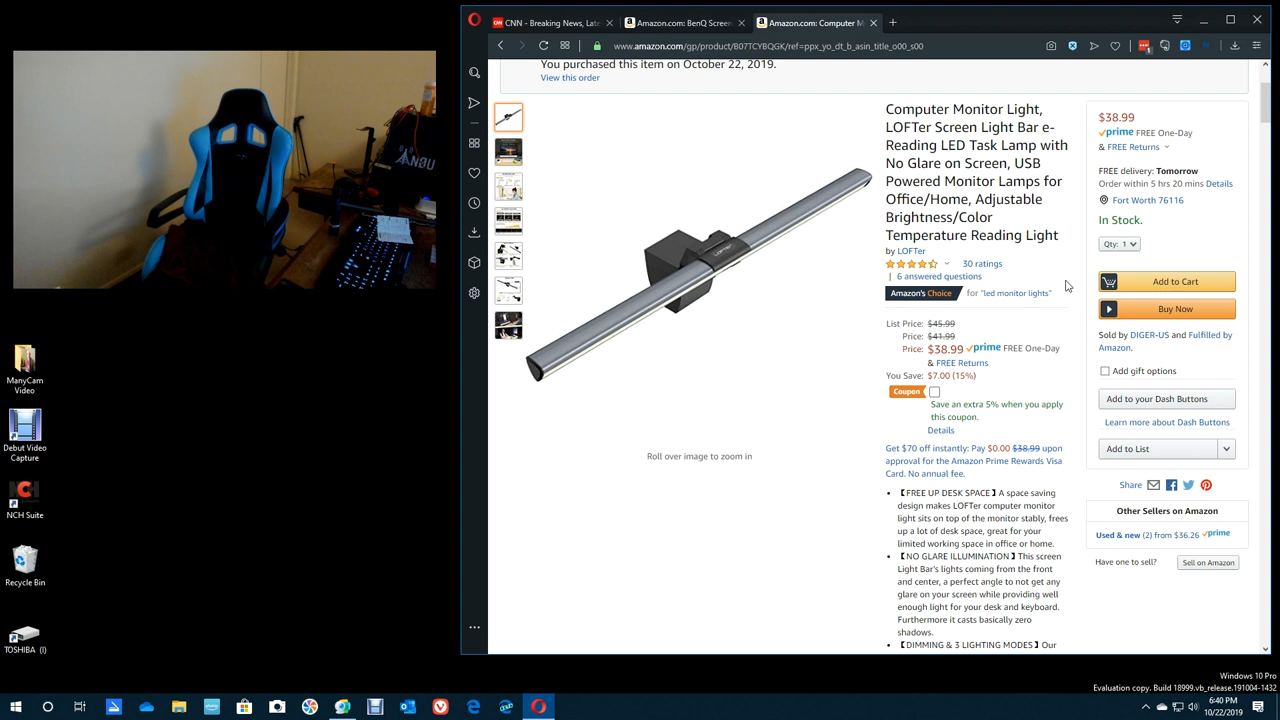 CNN - Breaking News, Late
Amazon.com: BenQ Screen
Amazon.com: Computer M
www.amazon.com/gp/product/B07TCYBQGK/ref=ppx_yo_dt_b_asin_title_o00_s00
You purchased this item on October 22, 2019.
View this order
Computer Monitor Light,
LOFTer Screen Light Bar e-
Reading LED Task Lamp with
No Glare on Screen, USB
Powered Monitor Lamps for
Office/Home, Adjustable
Brightness/Color
Temperature Reading Light
by LOFTer
30 ratings
| 6 answered questions
Amazon's Choice for "led monitor lights"
List Price: $45.99
Price: $41.99
Price: $38.99 prime FREE One-Day
& FREE Returns
You Save: $7.00 (15%)
Coupon
Save an extra 5% when you apply
this coupon.
Details
Get $70 off instantly: Pay $0.00 $38.99 upon
approval for the Amazon Prime Rewards Visa
Card. No annual fee.
Roll over image to zoom in
• 【FREE UP DESK SPACE】A space saving
design makes LOFTer computer monitor
light sits on top of the monitor stably, frees
up a lot of desk space, great for your
limited working space in office or home.
• 【NO GLARE ILLUMINATION】This screen
Light Bar's lights coming from the front
and center, a perfect angle to not get any
glare on your screen while providing well
enough light for your desk and keyboard.
Furthermore it casts basically zero
shadows.
• 【DIMMING & 3 LIGHTING MODES】Our
$38.99
prime FREE One-Day
& FREE Returns
FREE delivery: Tomorrow
Order within 5 hrs 20 mins Details
Fort Worth 76116
In Stock.
Qty: 1
Add to Cart
Buy Now
Sold by DIGER-US and Fulfilled by
Amazon.
Add gift options
Add to your Dash Buttons
Learn more about Dash Buttons
Add to List
Share
Other Sellers on Amazon
Used & new (2) from $36.26 prime
Have one to sell?
Sell on Amazon
ManyCam
Video
Debut Video
Capture
NCH Suite
Recycle Bin
TOSHIBA (I)
Windows 10 Pro
Evaluation copy. Build 18999.vb_release.191004-1432
6:40 PM
10/22/2019